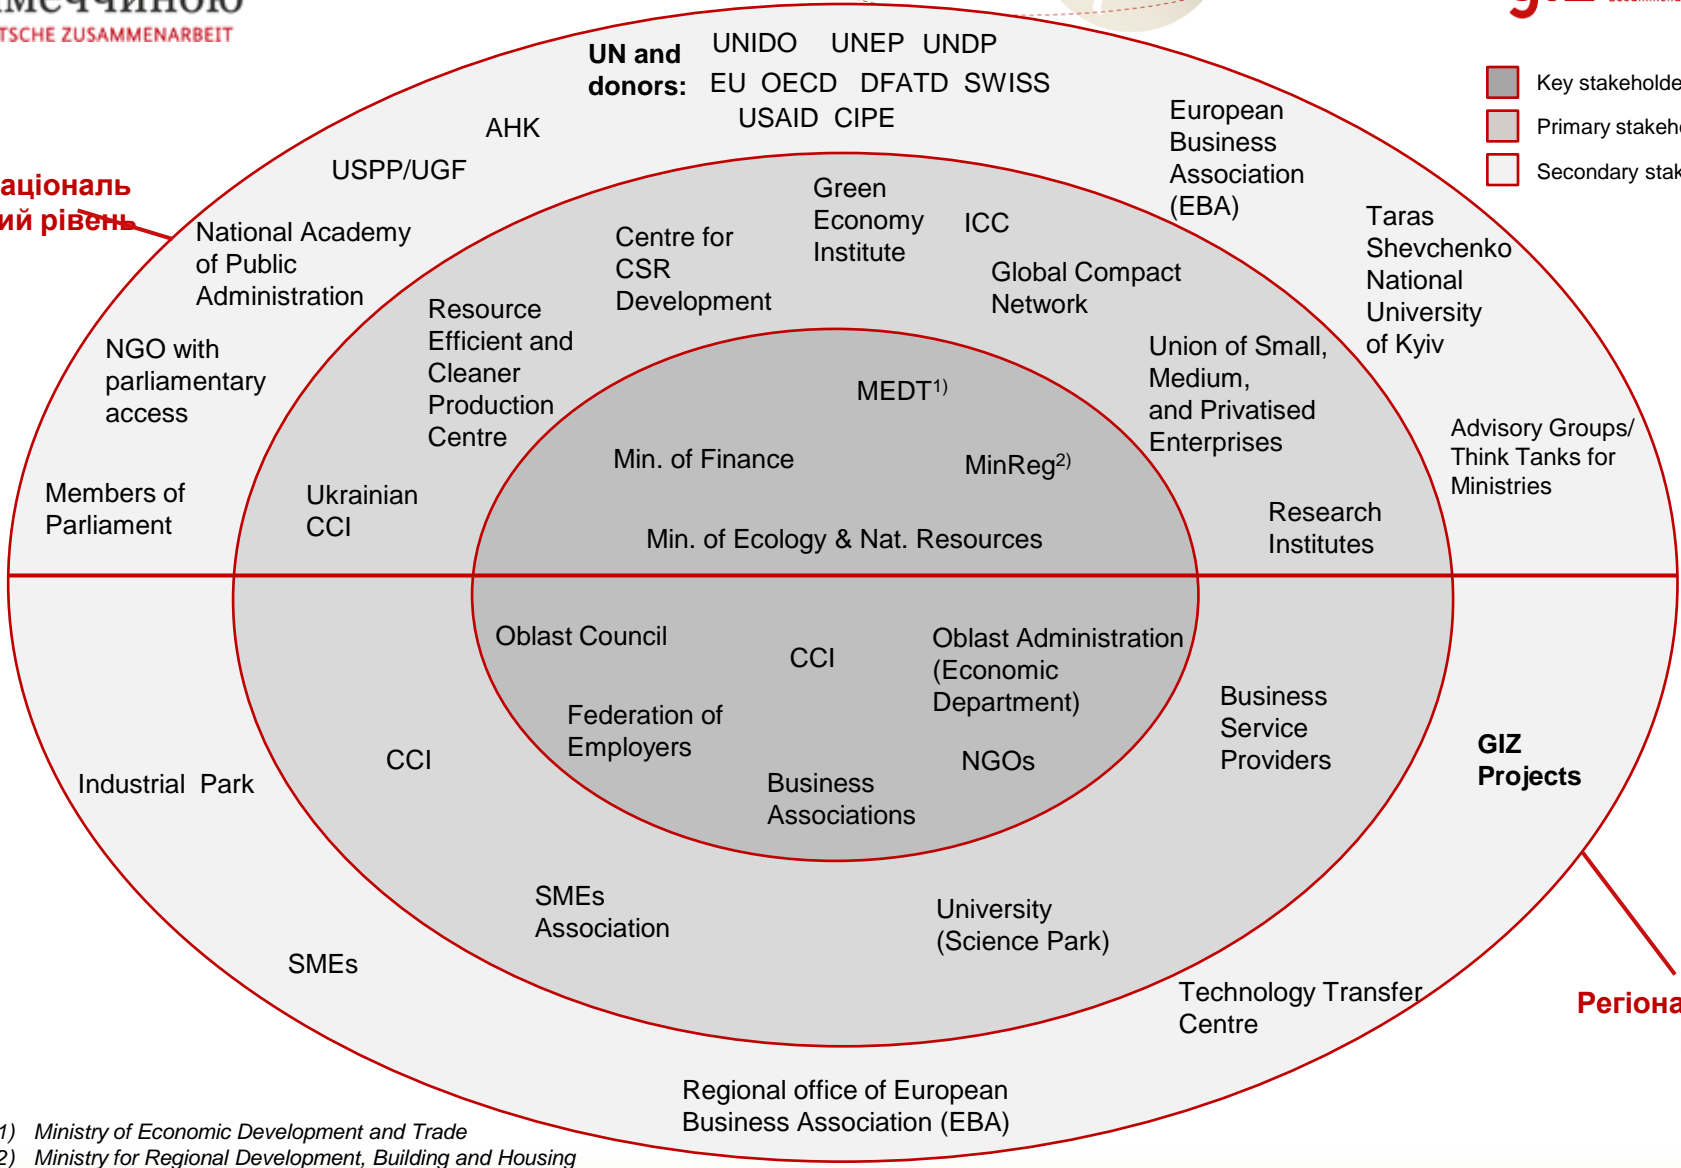 TSCHE ZUSAMMENARBEIT
UN and
donors:
UNIDO UNEP UNDP
EU OECD DFATD SWISS
USAID CIPE
Key stakeholde
Primary stakeh
Secondary stak
AHK
USPP/UGF
аціональ
ий рівень
National Academy
of Public
Administration
NGO with
parliamentary
access
Members of
Parliament
European
Business
Association
(EBA)
Taras
Shevchenko
National
University
of Kyiv
Advisory Groups/
Think Tanks for
Ministries
Green
Economy
Institute
ICC
Centre for
CSR
Development
Global Compact
Network
Resource
Efficient and
Cleaner
Production
Centre
Union of Small,
Medium,
and Privatised
Enterprises
Ukrainian
CCI
Research
Institutes
MEDT1)
Min. of Finance
MinReg2)
Min. of Ecology & Nat. Resources
Oblast Council
CCI
Oblast Administration
(Economic
Department)
Federation of
Employers
NGOs
Business
Associations
CCI
Business
Service
Providers
SMEs
Association
University
(Science Park)
Industrial Park
GIZ
Projects
SMEs
Technology Transfer
Centre
Регіона
Regional office of European
Business Association (EBA)
1) Ministry of Economic Development and Trade
2) Ministry for Regional Development, Building and Housing